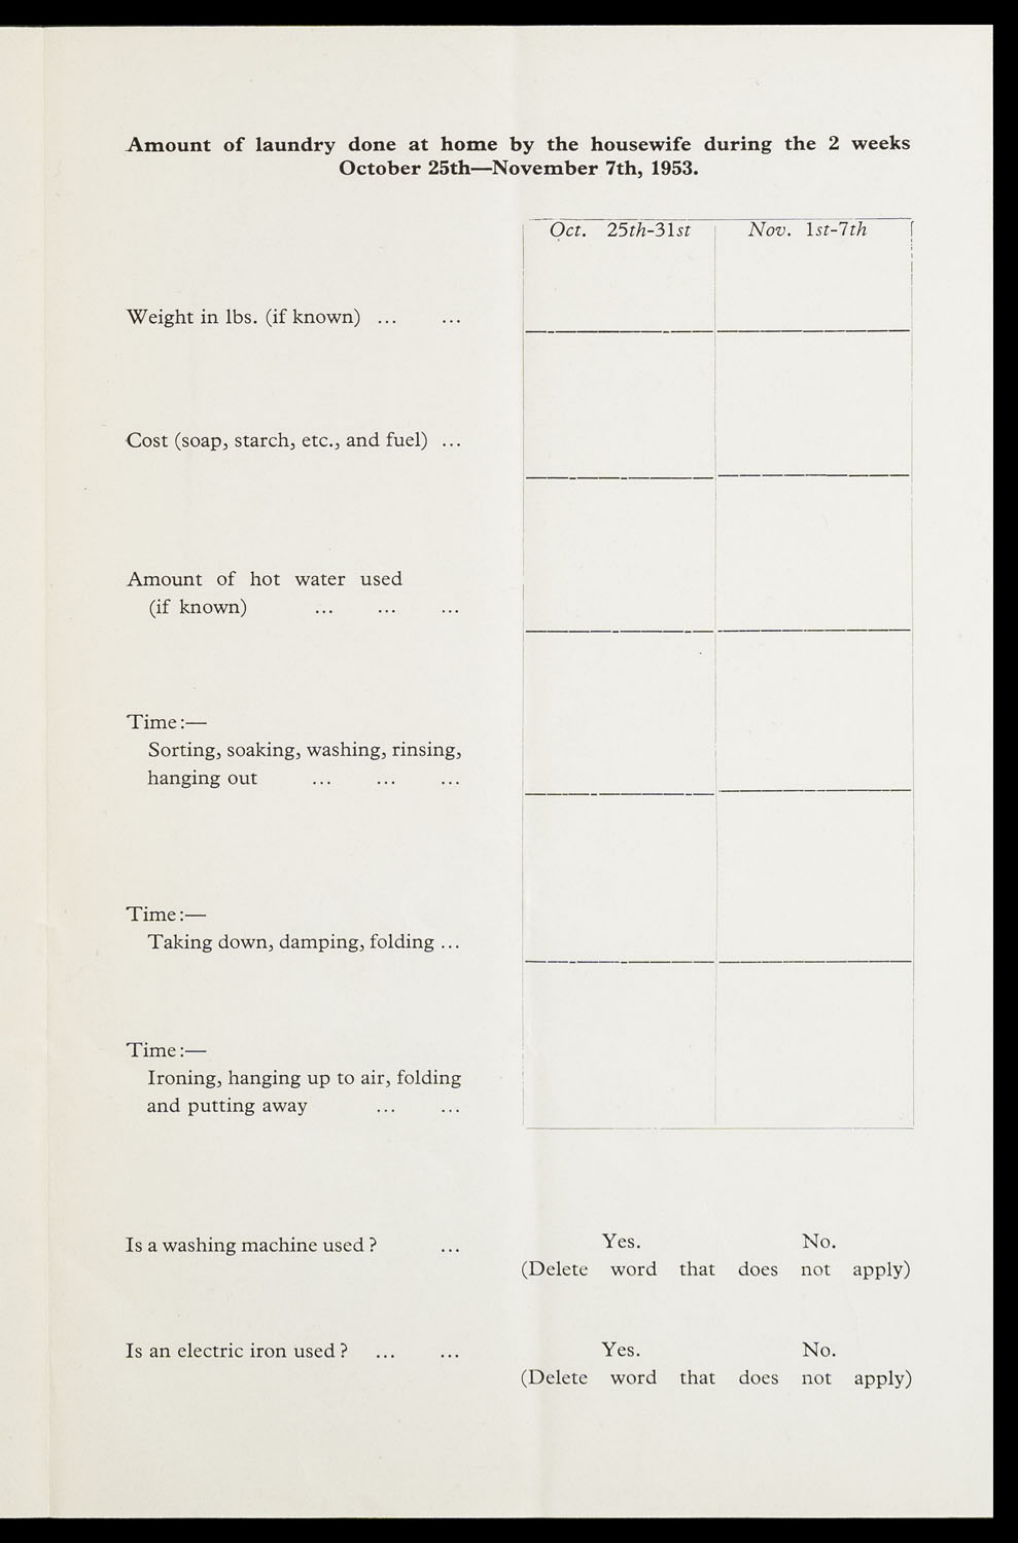 Amount of laundry done at home by the housewife during the 2 weeks
October 25th—November 7th, 1953.
Oct. 25th-31st Nov. 1st-7th
Weight in lbs. (if known) ... ...
Cost (soap, starch, etc., and fuel) ...
Amount of hot water used
(if known) ... ... ...
Time:—
Sorting, soaking, washing, rinsing,
hanging out ... ... ...
Time:—
Taking down, damping, folding ...
Time:—
Ironing, hanging up to air, folding
and putting away ... ...
Is a washing machine used? ... Yes. No.
(Delete word that does not apply)
Is an electric iron used? ... ... Yes. No.
(Delete word that does not apply)